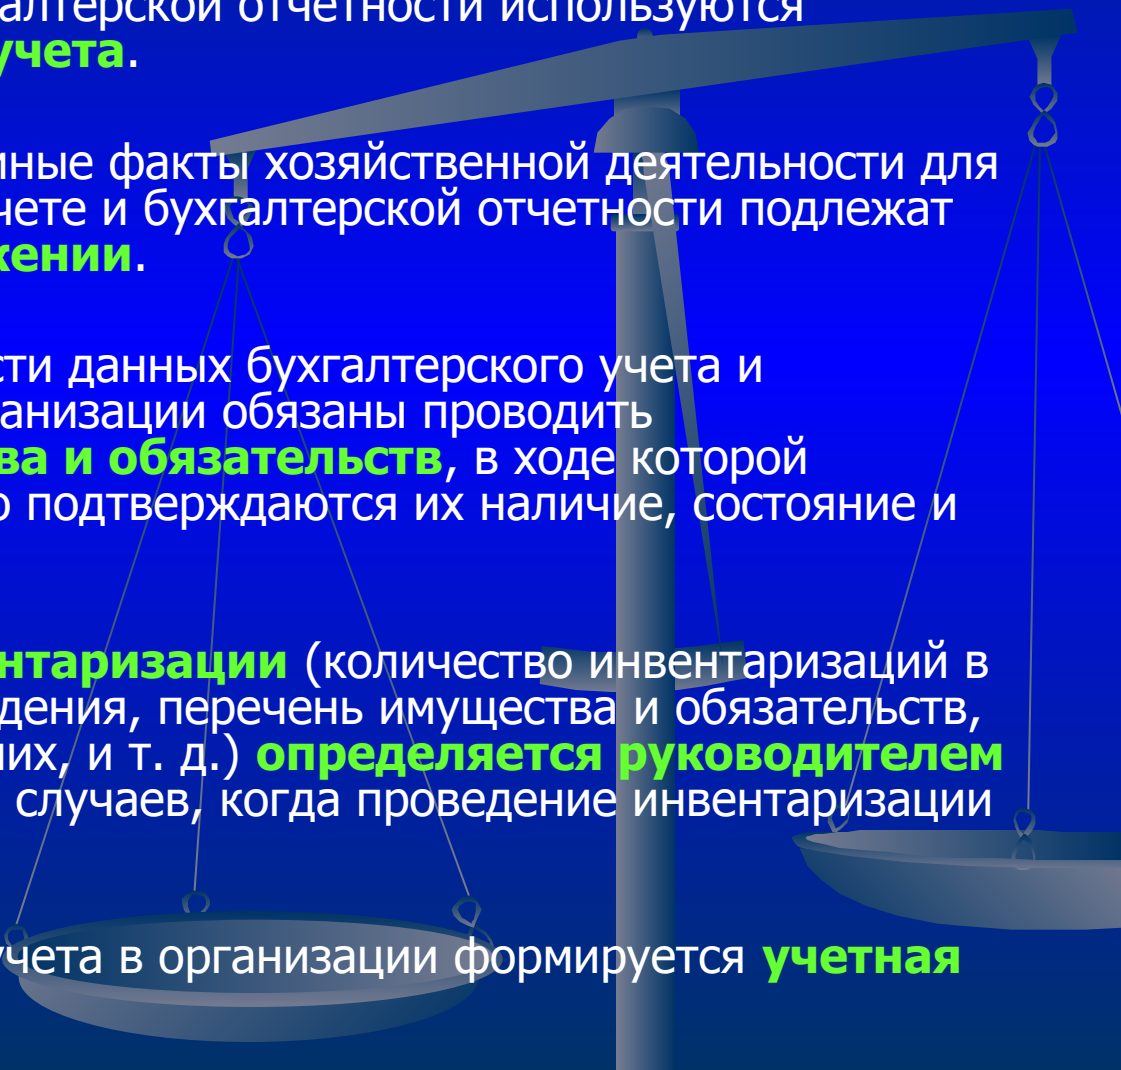 алтерской отчетности используются
учета.
мные факты хозяйственной деятельности для
чете и бухгалтерской отчетности подлежат
жении.
сти данных бухгалтерского учета и
анизации обязаны проводить
ва и обязательств, в ходе которой
о подтверждаются их наличие, состояние и
нтаризации (количество инвентаризаций в
дения, перечень имущества и обязательств,
них, и т. д.) определяется руководителем
случаев, когда проведение инвентаризации
учета в организации формируется учетная